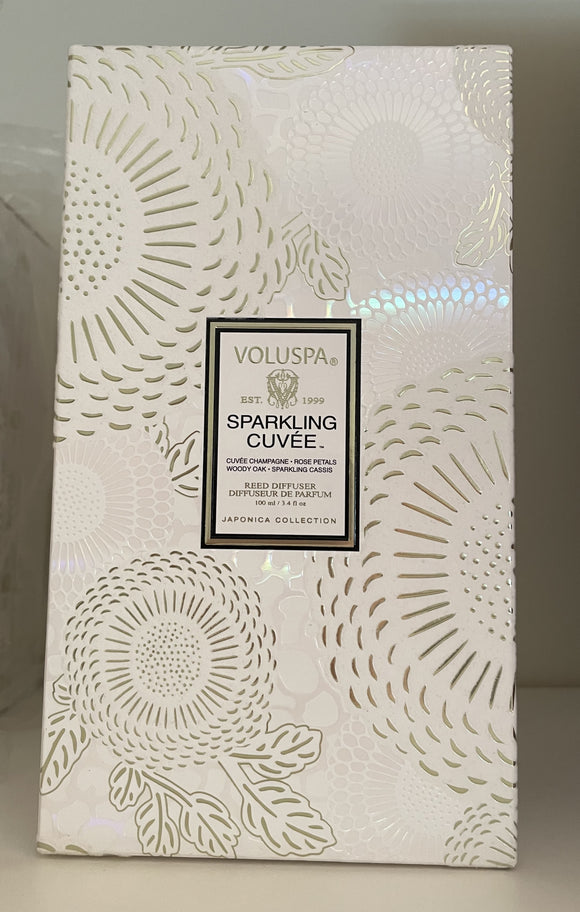 VOLUSPA®
EST. 1999
SPARKLING
CUVÉE™
CUVÉE CHAMPAGNE • ROSE PETALS
WOODY OAK • SPARKLING CASSIS
REED DIFFUSER
DIFFUSEUR DE PARFUM
100 ml / 3.4 fl oz
JAPONICA COLLECTION